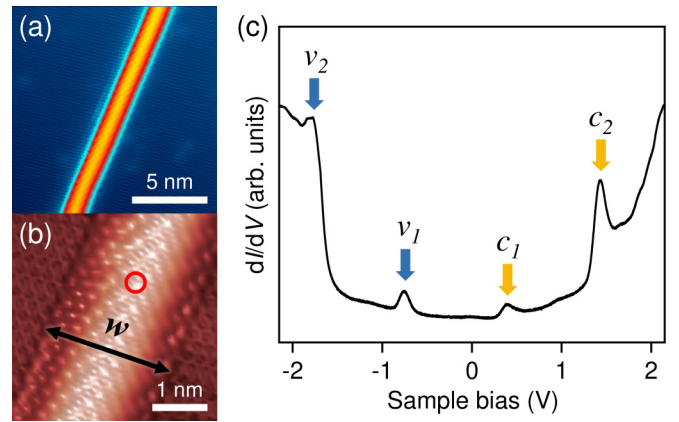 (a)
5 nm
(b)
w
1 nm
(c)
v2
c2
v1
c1
dI/dV (arb. units)
-2
-1
0
1
2
Sample bias (V)